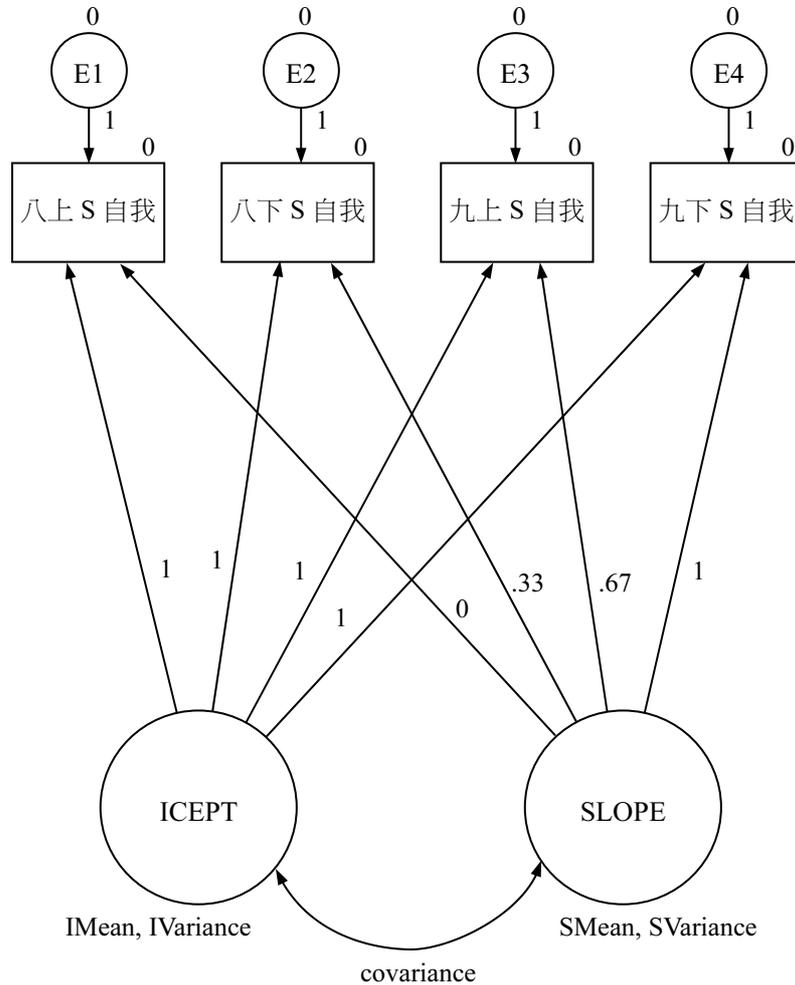 0 0 0 0
E1 E2 E3 E4
1 1 1 1
0 0 0 0
八上 S 自我 八下 S 自我 九上 S 自我 九下 S 自我
1 1 1 1 0 .33 .67 1
ICEPT SLOPE
IMean, IVariance SMean, SVariance
covariance